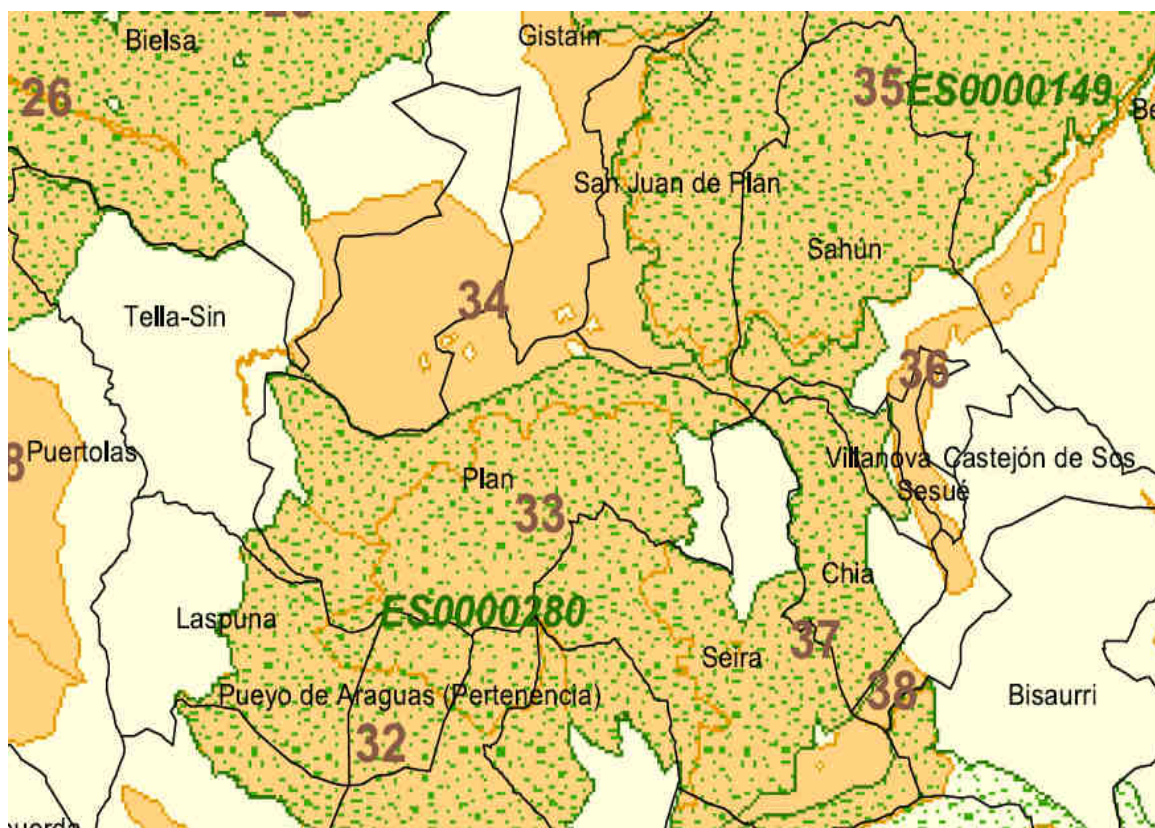 Bielsa
Gistaín
26
35
ES0000149
San Juan de Plan
Sahún
34
Tella-Sin
36
Puertolas
Villanova
Castejón de Sos
Plan
Sesué
33
Chia
ES0000280
Laspuna
37
Seira
38
Pueyo de Araguas (Pertenencia)
Bisaurri
32